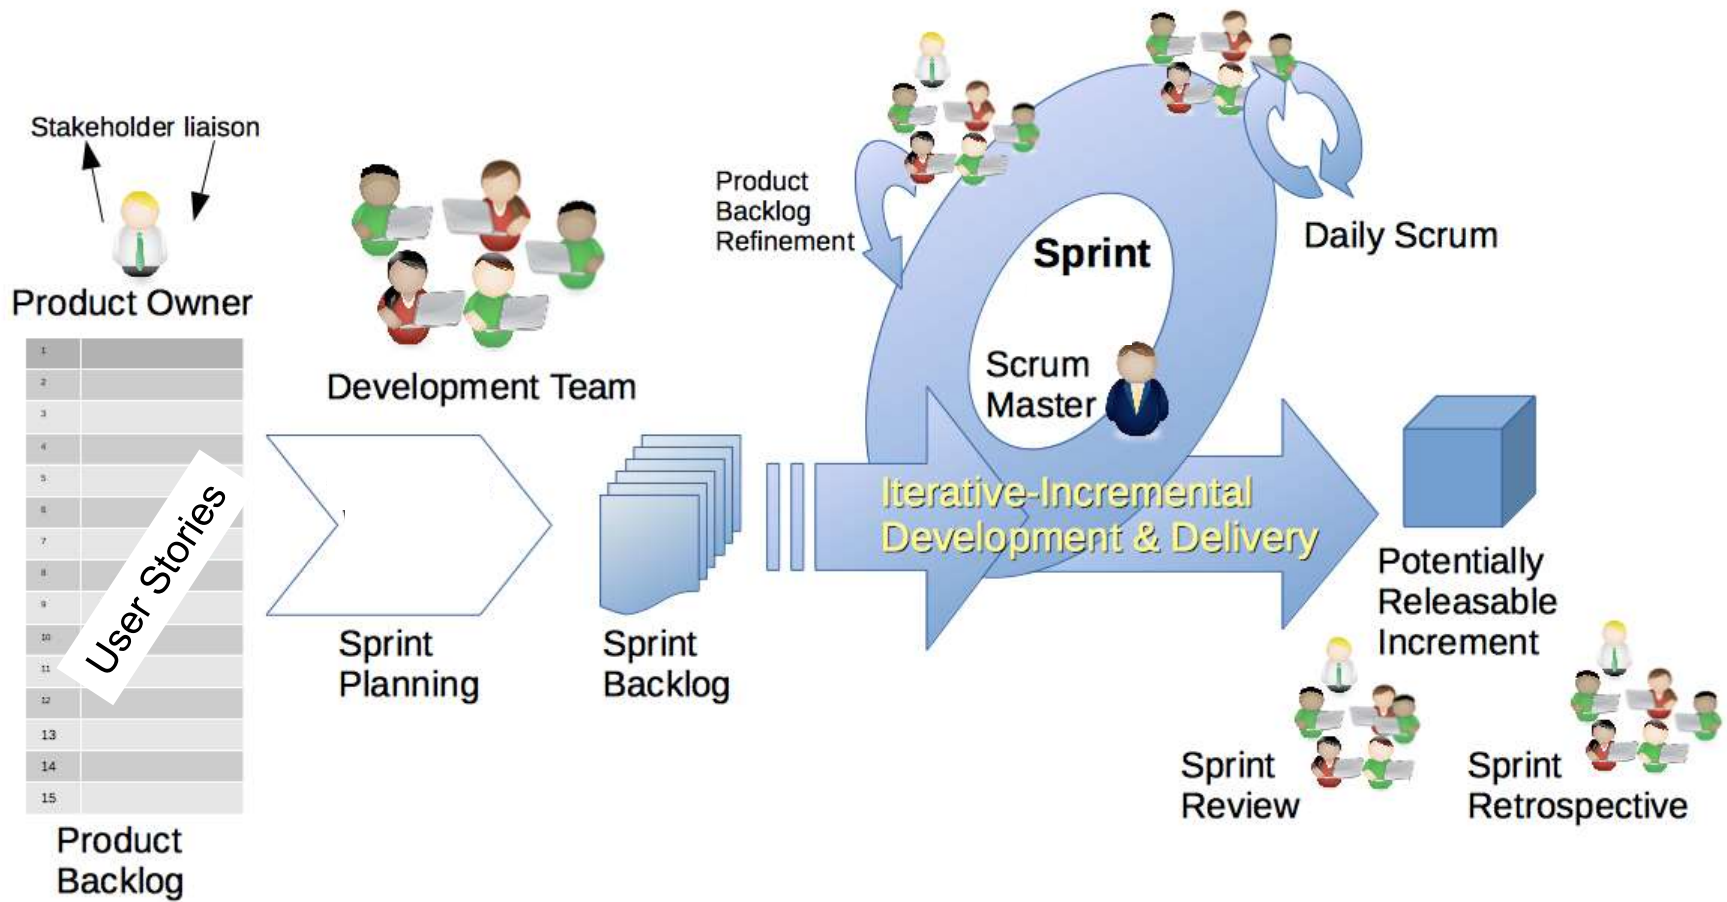 Stakeholder liaison
Product Owner
1
2
3
4
5
6
7
8
9
10
11
12
13
14
15
User Stories
Product
Backlog
Development Team
Sprint
Planning
Sprint
Backlog
Product
Backlog
Refinement
Sprint
Daily Scrum
Scrum
Master
Iterative-Incremental
Development & Delivery
Potentially
Releasable
Increment
Sprint
Review
Sprint
Retrospective